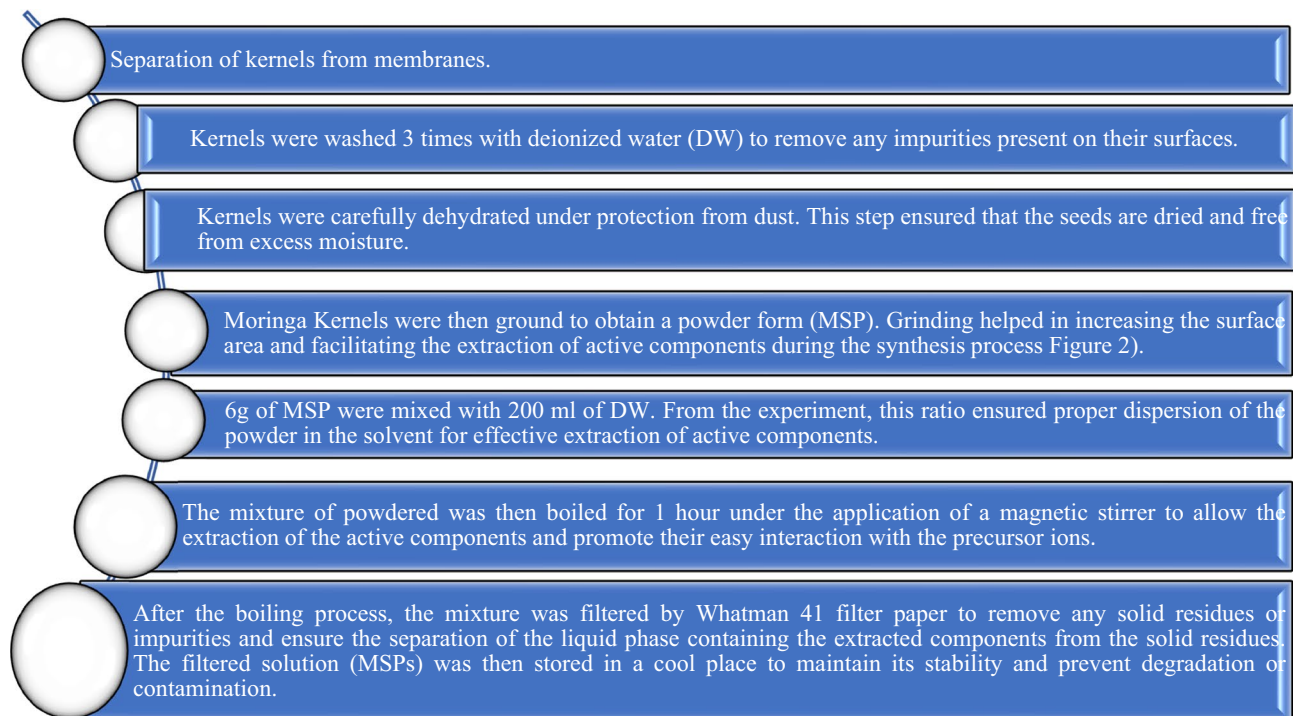 Separation of kernels from membranes.
Kernels were washed 3 times with deionized water (DW) to remove any impurities present on their surfaces.
Kernels were carefully dehydrated under protection from dust. This step ensured that the seeds are dried and free
from excess moisture.
Moringa Kernels were then ground to obtain a powder form (MSP). Grinding helped in increasing the surface
area and facilitating the extraction of active components during the synthesis process Figure 2).
6g of MSP were mixed with 200 ml of DW. From the experiment, this ratio ensured proper dispersion of the
powder in the solvent for effective extraction of active components.
The mixture of powdered was then boiled for 1 hour under the application of a magnetic stirrer to allow the
extraction of the active components and promote their easy interaction with the precursor ions.
After the boiling process, the mixture was filtered by Whatman 41 filter paper to remove any solid residues or
impurities and ensure the separation of the liquid phase containing the extracted components from the solid residues.
The filtered solution (MSPs) was then stored in a cool place to maintain its stability and prevent degradation or
contamination.